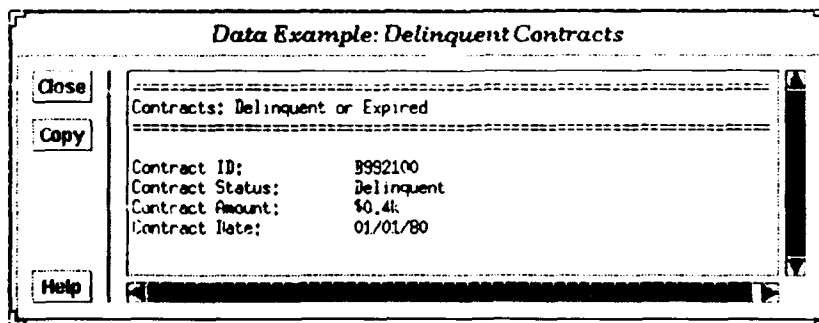 Data Example: Delinquent Contracts
Close
Copy
Help
Contracts: Delinquent or Expired
Contract ID: B992100
Contract Status: Delinquent
Contract Amount: $0.4k
Contract Date: 01/01/80